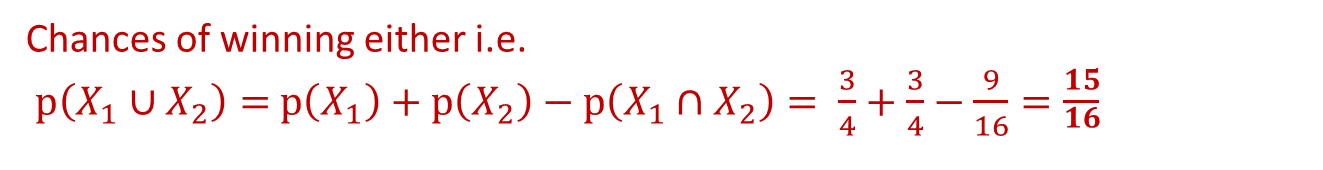 Chances of winning either i.e.
p(X₁ ∪ X₂) = p(X₁) + p(X₂) − p(X₁ ∩ X₂) = 3/4 + 3/4 − 9/16 = 15/16